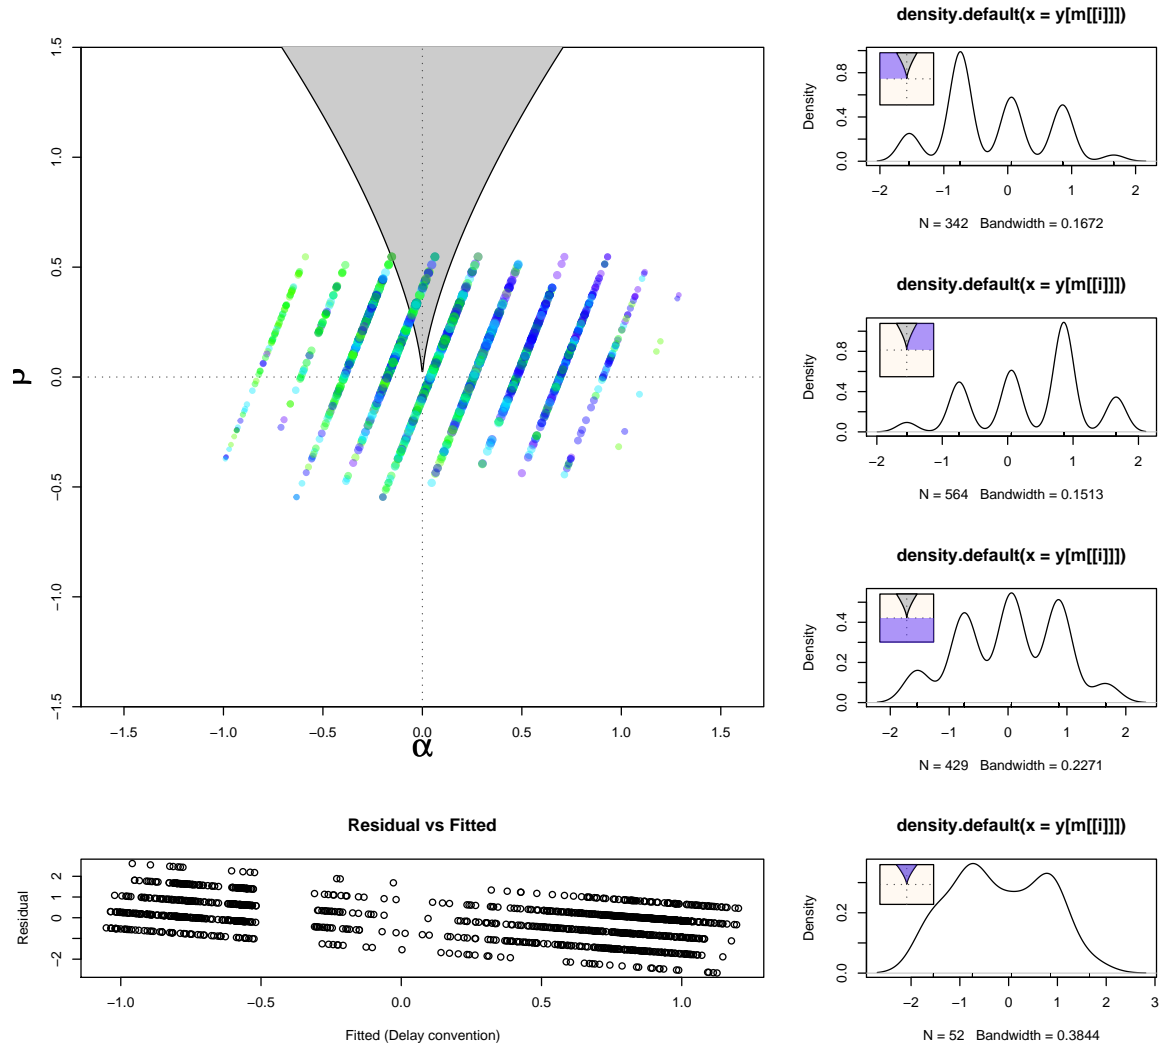 1.5
1.0
0.5
0.0
−0.5
−1.0
−1.5
−1.5 −1.0 −0.5 0.0 0.5 1.0 1.5
α
density.default(x = y[m[[i]]])
Density
0.0 0.4 0.8
−2 −1 0 1 2
N = 342 Bandwidth = 0.1672
density.default(x = y[m[[i]]])
Density
0.0 0.4 0.8
−2 −1 0 1 2
N = 564 Bandwidth = 0.1513
density.default(x = y[m[[i]]])
Density
0.0 0.2 0.4
−2 −1 0 1 2
N = 429 Bandwidth = 0.2271
Residual vs Fitted
Residual
2
1
0
−2
−1.0 −0.5 0.0 0.5 1.0
Fitted (Delay convention)
density.default(x = y[m[[i]]])
Density
0.0 0.2
−2 −1 0 1 2 3
N = 52 Bandwidth = 0.3844